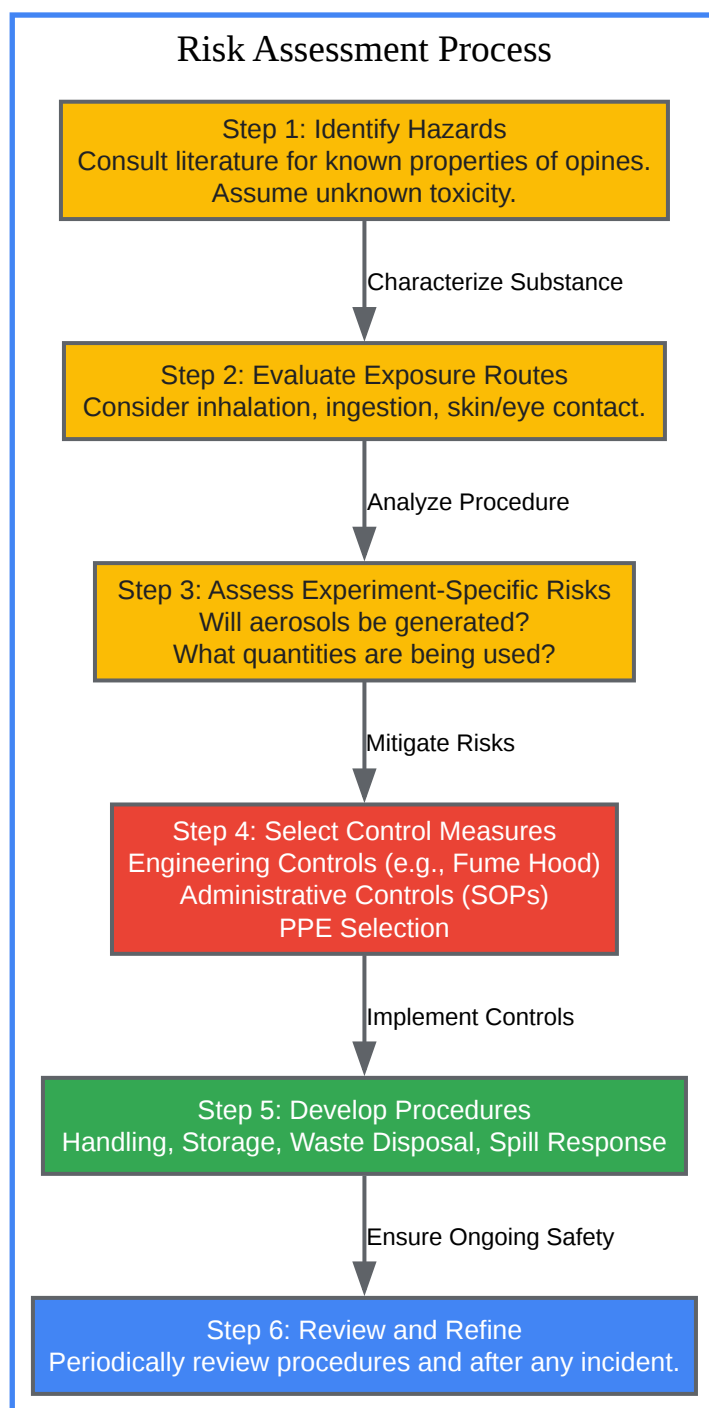 Risk Assessment Process
Step 1: Identify Hazards
Consult literature for known properties of opines.
Assume unknown toxicity.
Characterize Substance
Step 2: Evaluate Exposure Routes
Consider inhalation, ingestion, skin/eye contact.
Analyze Procedure
Step 3: Assess Experiment-Specific Risks
Will aerosols be generated?
What quantities are being used?
Mitigate Risks
Step 4: Select Control Measures
Engineering Controls (e.g., Fume Hood)
Administrative Controls (SOPs)
PPE Selection
Implement Controls
Step 5: Develop Procedures
Handling, Storage, Waste Disposal, Spill Response
Ensure Ongoing Safety
Step 6: Review and Refine
Periodically review procedures and after any incident.